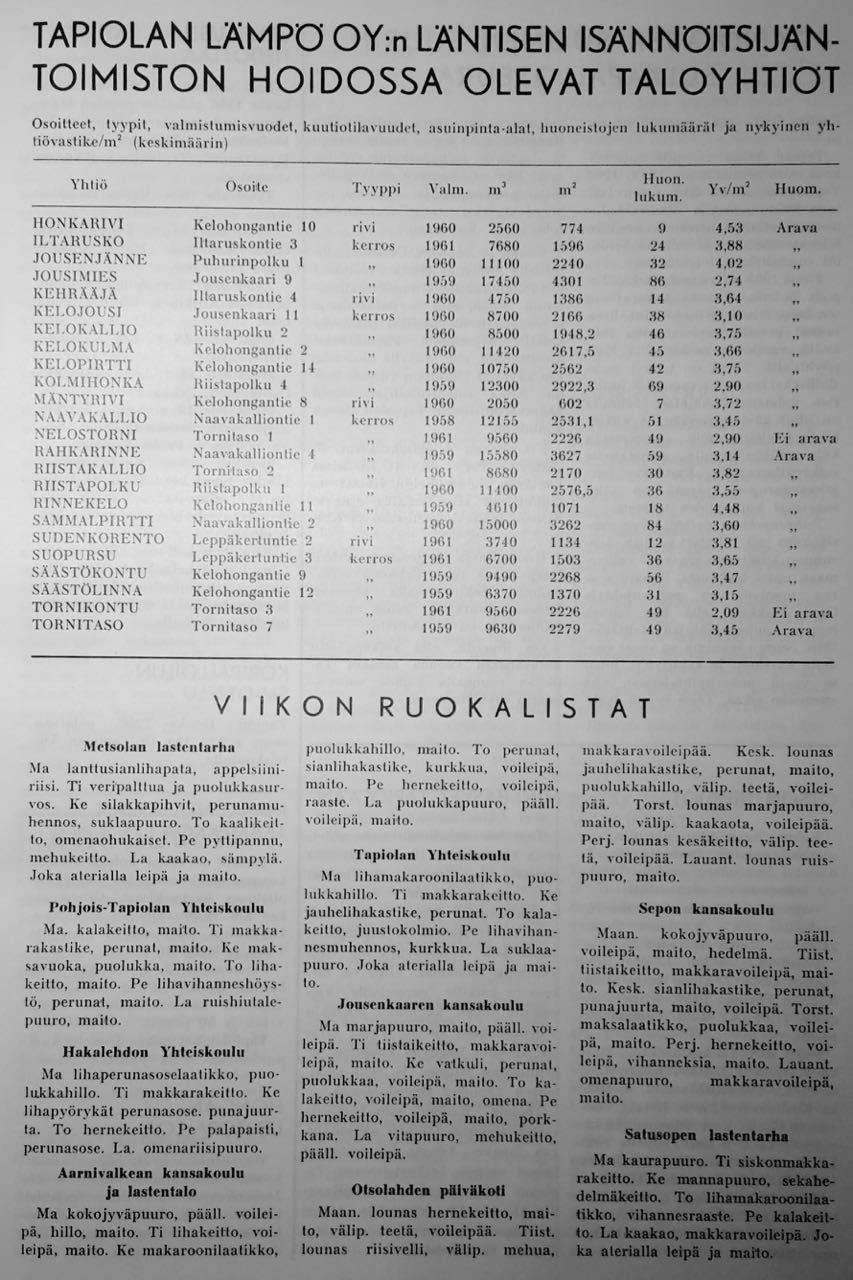 TAPIOLAN LÄMPÖ OY:n LÄNTISEN ISÄNNÖITSIJÄN-
TOIMISTON HOIDOSSA OLEVAT TALOYHTIÖT
Osoitteet, tyypit, valmistumisvuodet, kuutiotilavuudet, asuinpinta-alat, huoneistojen lukumäärät ja nykyinen yh-
tiövastike/m² (keskimäärin)
Yhtiö Osoite Tyyppi Valm. m³ m² Huon. lukum. Yv/m² Huom.
HONKARIVI Kelohongantie 10 rivi 1960 2560 774 9 4,53 Arava
ILTARUSKO Iltaruskontie 3 kerros 1961 7680 1596 24 3,88 „
JOUSENJÄNNE Puhurinpolku 1 „ 1960 11100 2240 32 4,02 „
JOUSIMIES Jousenkaari 9 „ 1959 17450 4301 86 2,74 „
KEHRÄÄJÄ Iltaruskontie 4 rivi 1960 4750 1386 14 3,64 „
KELOJOUSI Jousenkaari 11 kerros 1960 8700 2166 38 3,10 „
KELOKALLIO Riistapolku 2 „ 1960 8500 1948,2 46 3,75 „
KELOKULMA Kelohongantie 2 „ 1960 11420 2617,5 45 3,66 „
KELOPIRTTI Kelohongantie 14 „ 1960 10750 2562 42 3,75 „
KOLMIHONKA Riistapolku 4 „ 1959 12300 2922,3 69 2,90 „
MÄNTYRIVI Kelohongantie 8 rivi 1960 2050 602 7 3,72 „
NAAVAKALLIO Naavakalliontie 1 kerros 1958 12155 2531,1 51 3,45 „
NELOSTORNI Tornitaso 1 „ 1961 9560 2226 49 2,90 Ei arava
RAHKARINNE Naavakalliontie 4 „ 1959 15580 3627 59 3,14 Arava
RIISTAKALLIO Tornitaso 2 „ 1961 8680 2170 30 3,82 „
RIISTAPOLKU Riistapolku 1 „ 1960 11400 2576,5 36 3,55 „
RINNEKELO Kelohongantie 11 „ 1959 4610 1071 18 4,48 „
SAMMALPIRTTI Naavakalliontie 2 „ 1960 15000 3262 84 3,60 „
SUDENKORENTO Leppäkertuntie 2 rivi 1961 3740 1134 12 3,81 „
SUOPURSU Leppäkertuntie 3 kerros 1961 6700 1503 36 3,65 „
SÄÄSTÖKONTU Kelohongantie 9 „ 1959 9490 2268 56 3,47 „
SÄÄSTÖLINNA Kelohongantie 12 „ 1959 6370 1370 31 3,15 „
TORNIKONTU Tornitaso 3 „ 1961 9560 2226 49 2,09 Ei arava
TORNITASO Tornitaso 7 „ 1959 9630 2279 49 3,45 Arava
VIIKON RUOKALISTAT
Metsolan lastentarha
Ma lanttusianlihapata, appelsiini-
riisi. Ti veripalttua ja puolukkasur-
vos. Ke silakkapihvit, perunamu-
hennos, suklaapuuro. To kaalikeit-
to, omenaohukaiset. Pe pyttipannu,
mehukeitto. La kaakao, sämpylä.
Joka aterialla leipä ja maito.
Pohjois-Tapiolan Yhteiskoulu
Ma. kalakeitto, maito. Ti makka-
rakastike, perunat, maito. Ke mak-
savuoka, puolukka, maito. To liha-
keitto, maito. Pe lihavihanneshöys-
tö, perunat, maito. La ruishiutale-
puuro, maito.
Hakalehdon Yhteiskoulu
Ma lihaperunasoselaatikko, puo-
lukkahillo. Ti makkarakeitto. Ke
lihapyörykät perunasose. punajuur-
ta. To hernekeitto. Pe palapaisti,
perunasose. La. omenariisipuuro.
Aarnivalkean kansakoulu
ja lastentalo
Ma kokojyväpuuro, pääll. voilei-
pä, hillo, maito. Ti lihakeitto, voi-
leipä, maito. Ke makaroonilaatikko,
puolukkahillo, maito. To perunat,
sianlihakastike, kurkkua, voileipä,
maito. Pe hernekeitto, voileipä,
raaste. La puolukkapuuro, pääll.
voileipä, maito.
Tapiolan Yhteiskoulu
Ma lihamakaroonilaatikko, puo-
lukkahillo. Ti makkarakeitto. Ke
jauhelihakastike, perunat. To kala-
keitto, juustokolmio. Pe lihavihan-
nesmuhennos, kurkkua. La suklaa-
puuro. Joka aterialla leipä ja mai-
to.
Jousenkaaren kansakoulu
Ma marjapuuro, maito, pääll. voi-
leipä. Ti tiistaikeitto, makkaravoi-
leipä, maito. Ke vatkuli, perunat,
puolukkaa, voileipä, maito. To ka-
lakeitto, voileipä, maito, omena. Pe
hernekeitto, voileipä, maito, pork-
kana. La vitapuuro, mehukeitto,
pääll. voileipä.
Otsolahden päiväkoti
Maan. lounas hernekeitto, mai-
to, välip. teetä, voileipää. Tiist.
lounas riisivelli, välip. mehua,
makkaravoileipää. Kesk. lounas
jauhelihakastike, perunat, maito,
puolukkahillo, välip. teetä, voilei-
pää. Torst. lounas marjapuuro,
maito, välip. kaakaota, voileipää.
Perj. lounas kesäkeitto, välip. tee-
tä, voileipää. Lauant. lounas ruis-
puuro, maito.
Sepon kansakoulu
Maan. kokojyväpuuro, pääll.
voileipä, maito, hedelmä. Tiist.
tiistaikeitto, makkaravoileipä, mai-
to. Kesk. sianlihakastike, perunat,
punajuurta, maito, voileipä. Torst.
maksalaatikko, puolukkaa, voilei-
pä, maito. Perj. hernekeitto, voi-
leipä, vihanneksia, maito. Lauant.
omenapuuro, makkaravoileipä,
maito.
Satusopen lastentarha
Ma kaurapuuro. Ti siskonmakka-
rakeitto. Ke mannapuuro, sekahe-
delmäkeitto. To lihamakaroonilaa-
tikko, vihannesraaste. Pe kalakeit-
to. La kaakao, makkaravoileipä. Jo-
ka aterialla leipä ja maito.